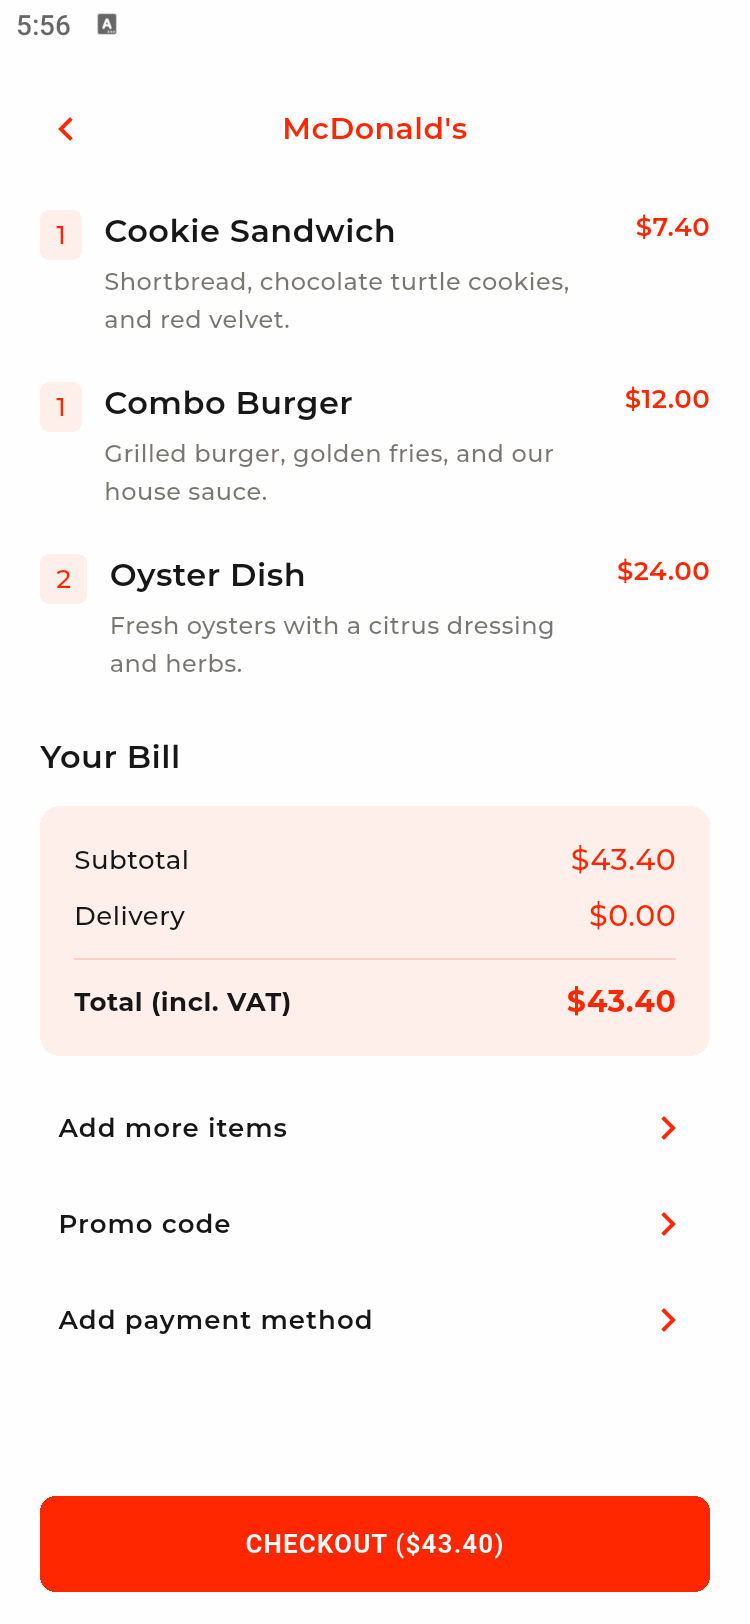 5:56
McDonald's
1
Cookie Sandwich
$7.40
Shortbread, chocolate turtle cookies,
and red velvet.
1
Combo Burger
$12.00
Grilled burger, golden fries, and our
house sauce.
2
Oyster Dish
$24.00
Fresh oysters with a citrus dressing
and herbs.
Your Bill
Subtotal $43.40
Delivery $0.00
Total (incl. VAT) $43.40
Add more items
Promo code
Add payment method
CHECKOUT ($43.40)